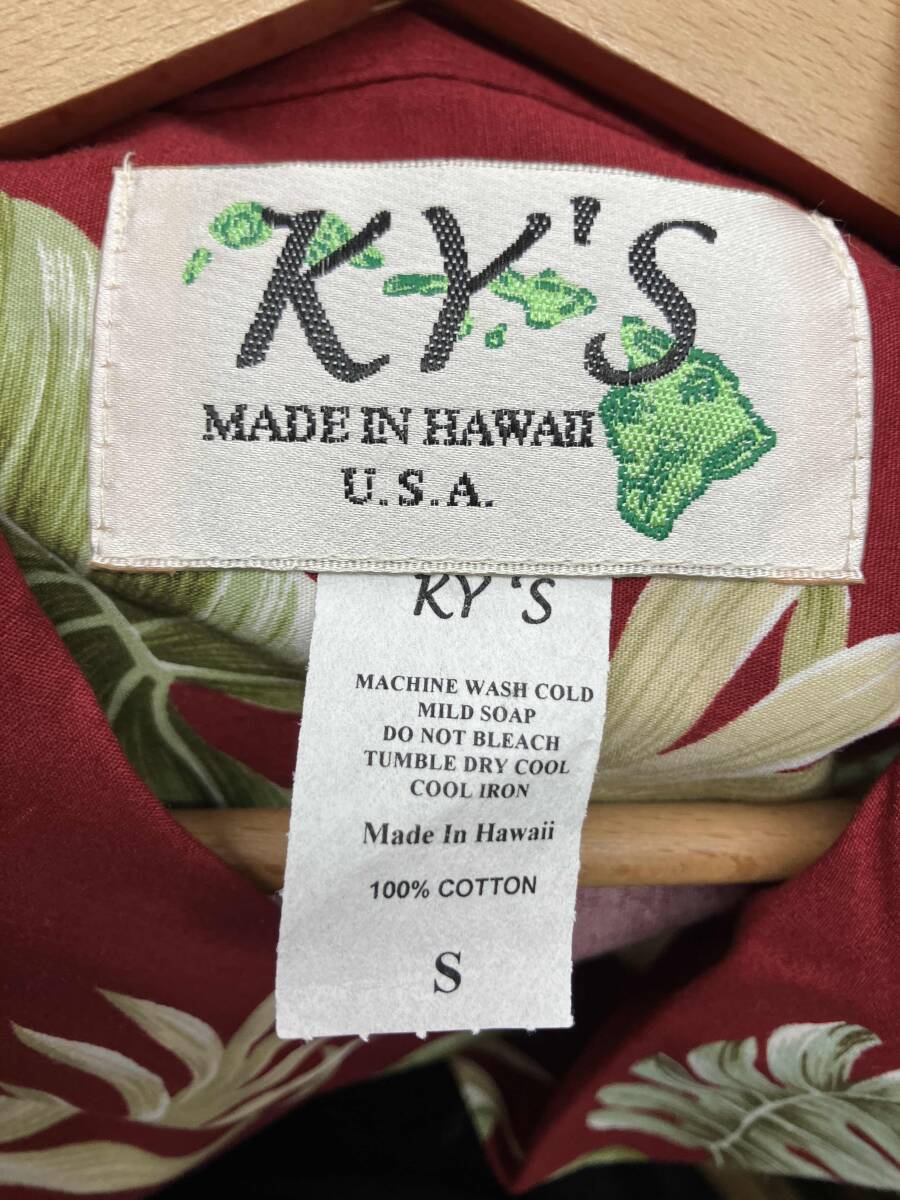 KY'S
MADE IN HAWAII
U.S.A.
KY 'S
MACHINE WASH COLD
MILD SOAP
DO NOT BLEACH
TUMBLE DRY COOL
COOL IRON
Made In Hawaii
100% COTTON
S